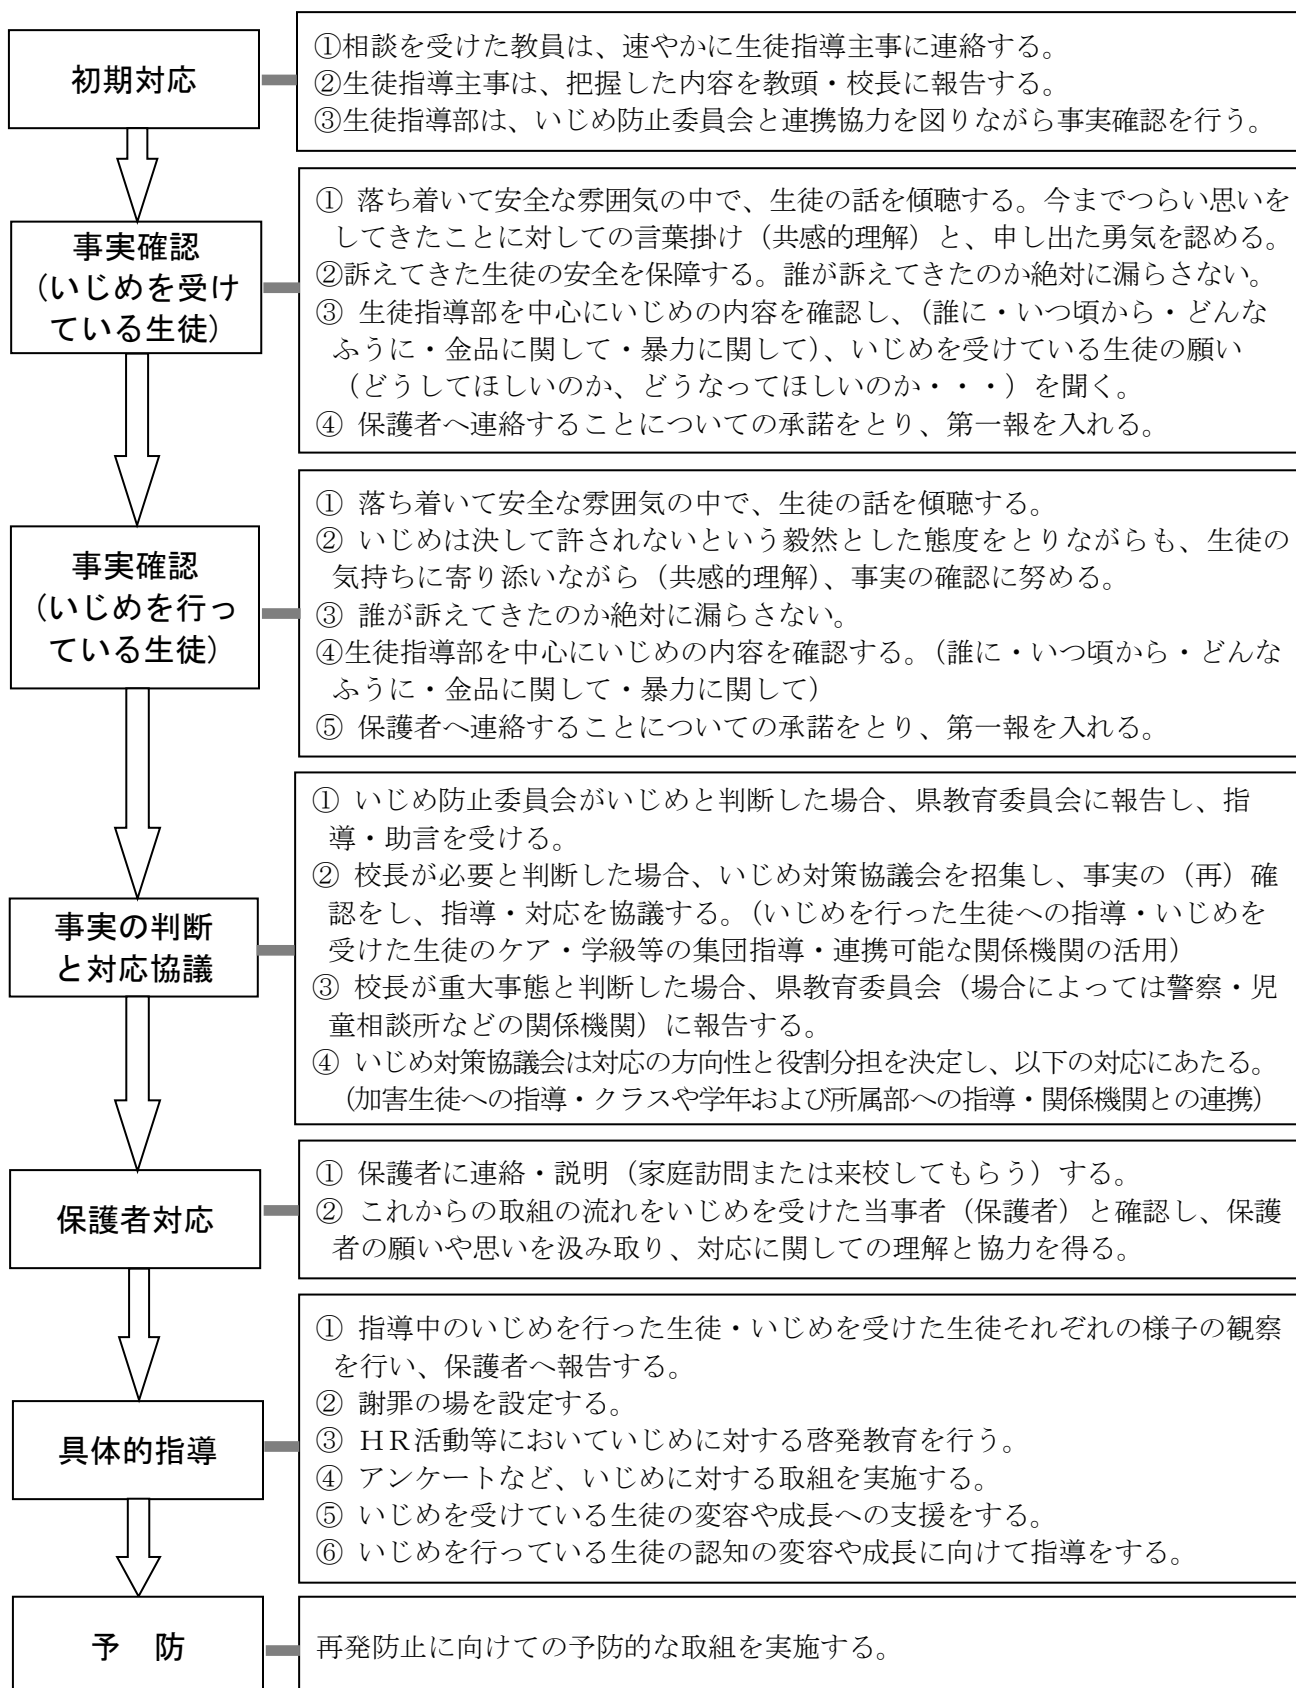 初期対応
①相談を受けた教員は、速やかに生徒指導主事に連絡する。
②生徒指導主事は、把握した内容を教頭・校長に報告する。
③生徒指導部は、いじめ防止委員会と連携協力を図りながら事実確認を行う。
事実確認
(いじめを受け
ている生徒)
① 落ち着いて安全な雰囲気の中で、生徒の話を傾聴する。今までつらい思いを
してきたことに対しての言葉掛け（共感的理解）と、申し出た勇気を認める。
②訴えてきた生徒の安全を保障する。誰が訴えてきたのか絶対に漏らさない。
③ 生徒指導部を中心にいじめの内容を確認し、（誰に・いつ頃から・どんな
ふうに・金品に関して・暴力に関して）、いじめを受けている生徒の願い
（どうしてほしいのか、どうなってほしいのか・・・）を聞く。
④ 保護者へ連絡することについての承諾をとり、第一報を入れる。
事実確認
(いじめを行っ
ている生徒)
① 落ち着いて安全な雰囲気の中で、生徒の話を傾聴する。
② いじめは決して許されないという毅然とした態度をとりながらも、生徒の
気持ちに寄り添いながら（共感的理解）、事実の確認に努める。
③ 誰が訴えてきたのか絶対に漏らさない。
④生徒指導部を中心にいじめの内容を確認する。（誰に・いつ頃から・どんな
ふうに・金品に関して・暴力に関して）
⑤ 保護者へ連絡することについての承諾をとり、第一報を入れる。
事実の判断
と対応協議
① いじめ防止委員会がいじめと判断した場合、県教育委員会に報告し、指
導・助言を受ける。
② 校長が必要と判断した場合、いじめ対策協議会を招集し、事実の（再）確
認をし、指導・対応を協議する。（いじめを行った生徒への指導・いじめを
受けた生徒のケア・学級等の集団指導・連携可能な関係機関の活用）
③ 校長が重大事態と判断した場合、県教育委員会（場合によっては警察・児
童相談所などの関係機関）に報告する。
④ いじめ対策協議会は対応の方向性と役割分担を決定し、以下の対応にあたる。
（加害生徒への指導・クラスや学年および所属部への指導・関係機関との連携）
保護者対応
① 保護者に連絡・説明（家庭訪問または来校してもらう）する。
② これからの取組の流れをいじめを受けた当事者（保護者）と確認し、保護
者の願いや思いを汲み取り、対応に関しての理解と協力を得る。
具体的指導
① 指導中のいじめを行った生徒・いじめを受けた生徒それぞれの様子の観察
を行い、保護者へ報告する。
② 謝罪の場を設定する。
③ ＨＲ活動等においていじめに対する啓発教育を行う。
④ アンケートなど、いじめに対する取組を実施する。
⑤ いじめを受けている生徒の変容や成長への支援をする。
⑥ いじめを行っている生徒の認知の変容や成長に向けて指導をする。
予　防
再発防止に向けての予防的な取組を実施する。